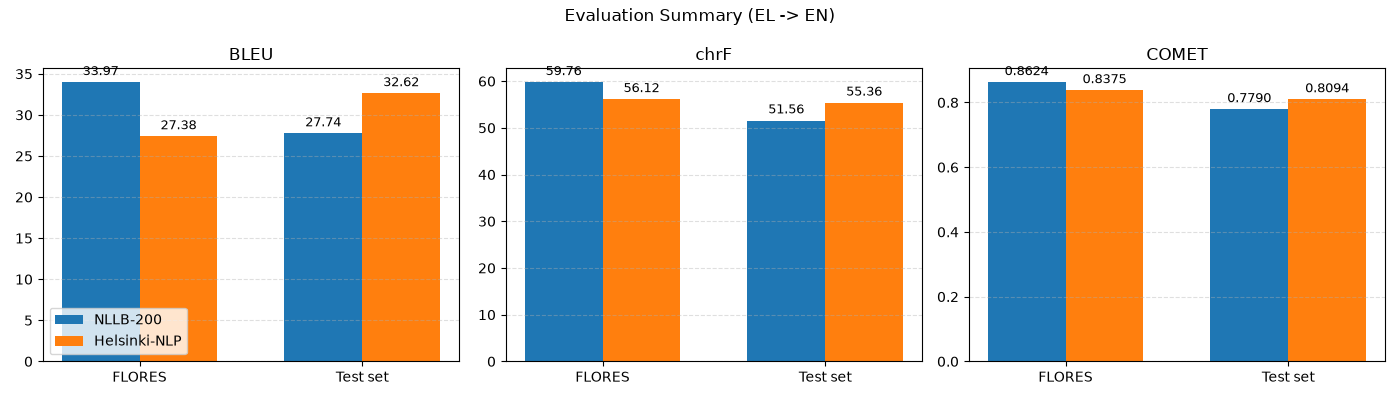 Evaluation Summary (EL -> EN)
BLEU
35
30
25
20
15
10
5
0
33.97
27.38
27.74
32.62
NLLB-200
Helsinki-NLP
FLORES
Test set
chrF
60
50
40
30
20
10
0
59.76
56.12
51.56
55.36
FLORES
Test set
COMET
0.8
0.6
0.4
0.2
0.0
0.8624
0.8375
0.7790
0.8094
FLORES
Test set